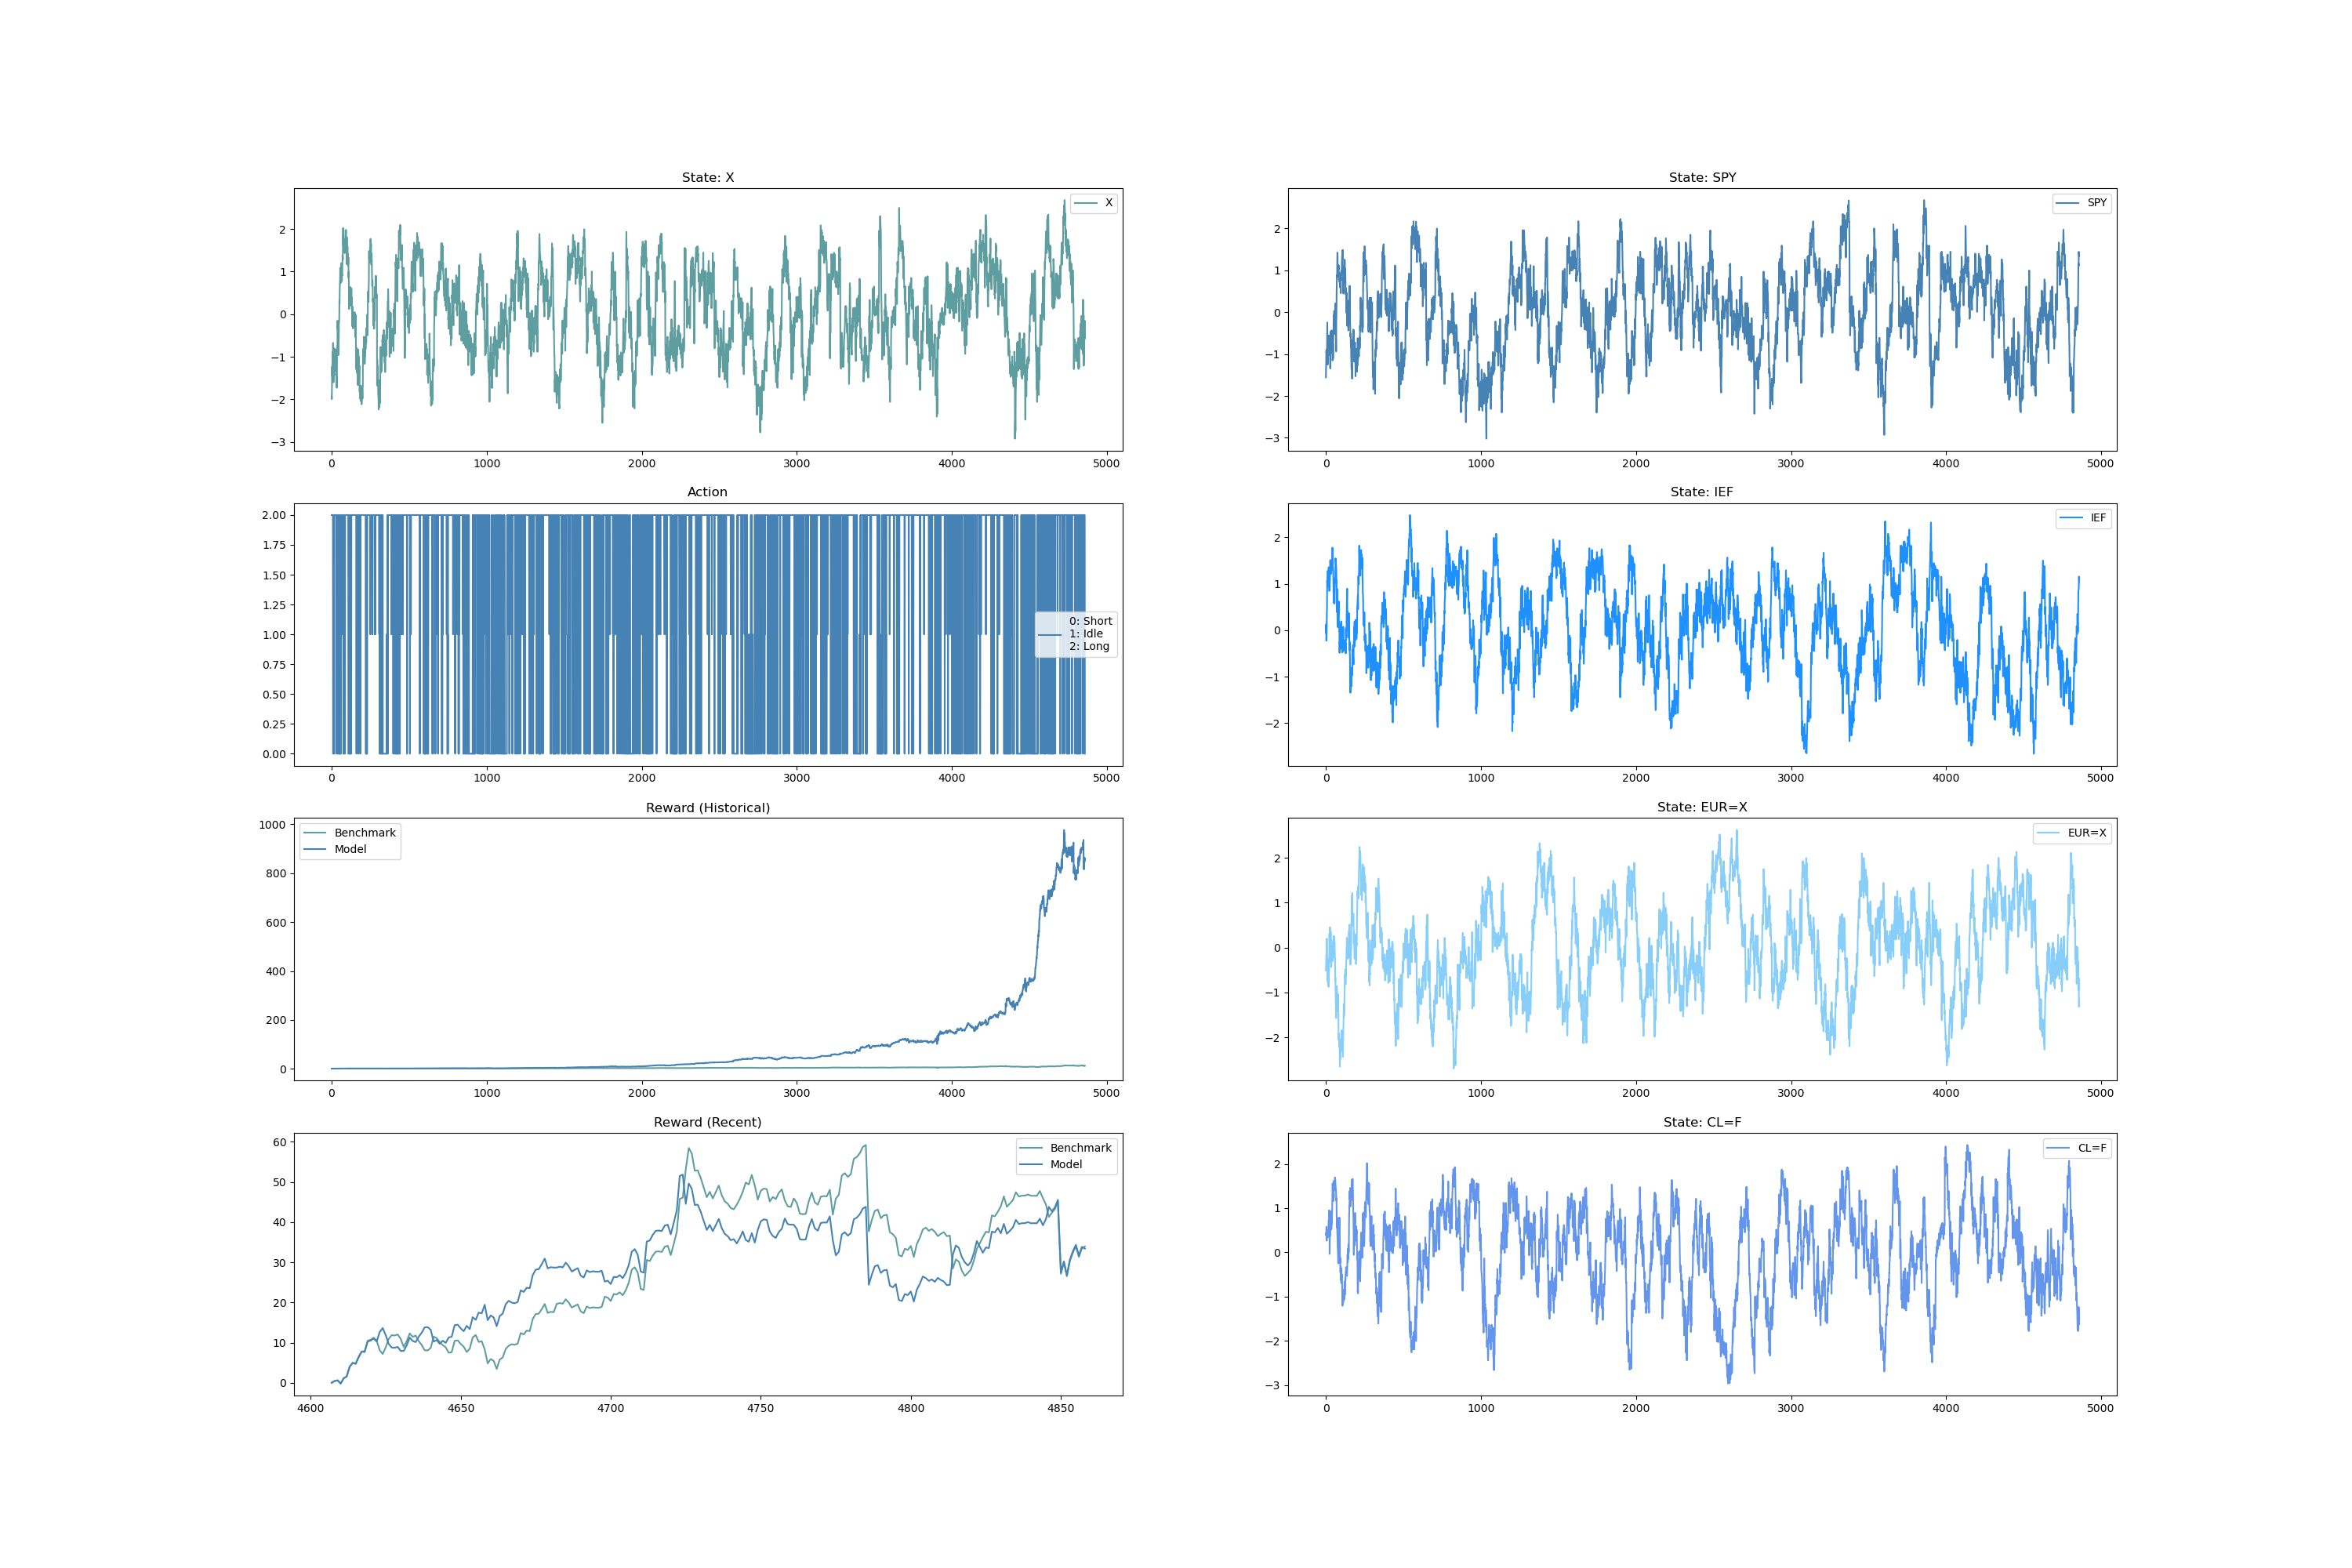 State: X
X
2
1
0
−1
−2
−3
0 1000 2000 3000 4000 5000
State: SPY
SPY
2
1
0
−1
−2
−3
0 1000 2000 3000 4000 5000
Action
2.00
1.75
1.50
1.25
1.00
0.75
0.50
0.25
0.00
0: Short
1: Idle
2: Long
0 1000 2000 3000 4000 5000
State: IEF
IEF
2
1
0
−1
−2
0 1000 2000 3000 4000 5000
Reward (Historical)
Benchmark
Model
1000
800
600
400
200
0
0 1000 2000 3000 4000 5000
State: EUR=X
EUR=X
2
1
0
−1
−2
0 1000 2000 3000 4000 5000
Reward (Recent)
Benchmark
Model
60
50
40
30
20
10
0
4600 4650 4700 4750 4800 4850
State: CL=F
CL=F
2
1
0
−1
−2
−3
0 1000 2000 3000 4000 5000